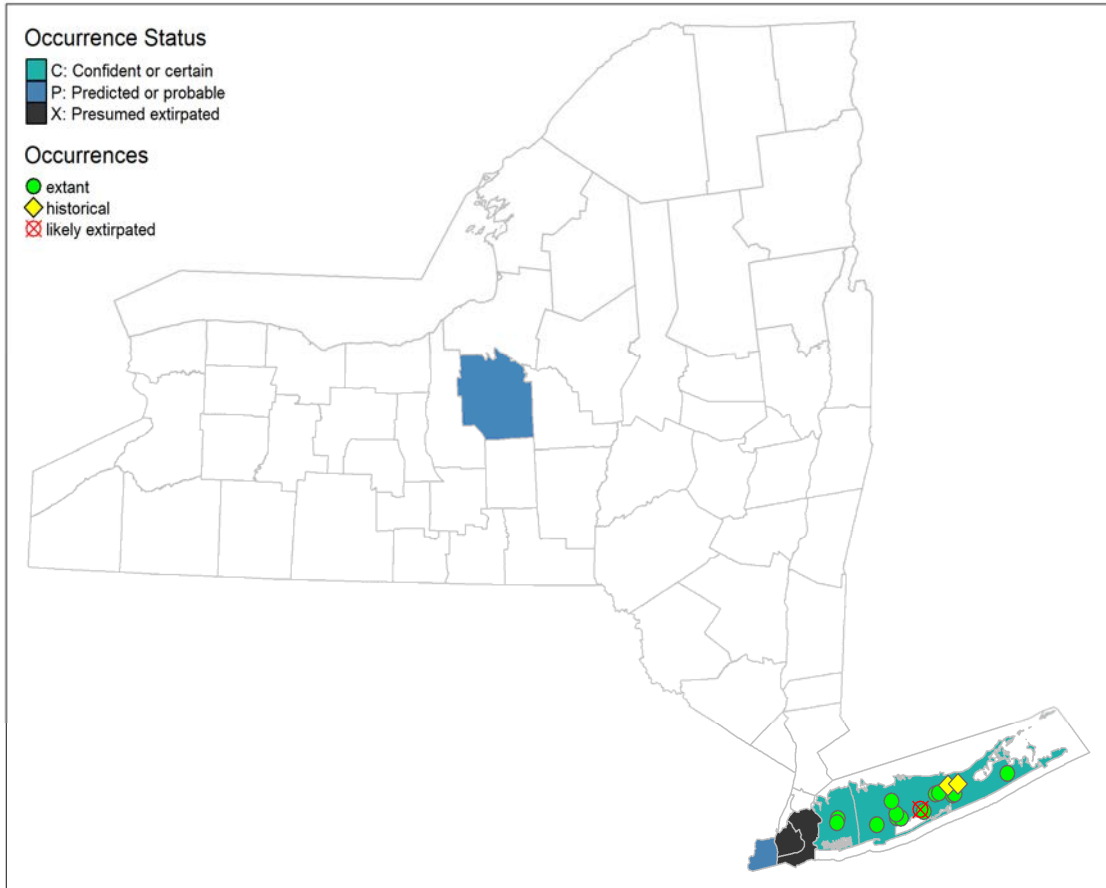 Occurrence Status
C: Confident or certain
P: Predicted or probable
X: Presumed extirpated
Occurrences
extant
historical
likely extirpated